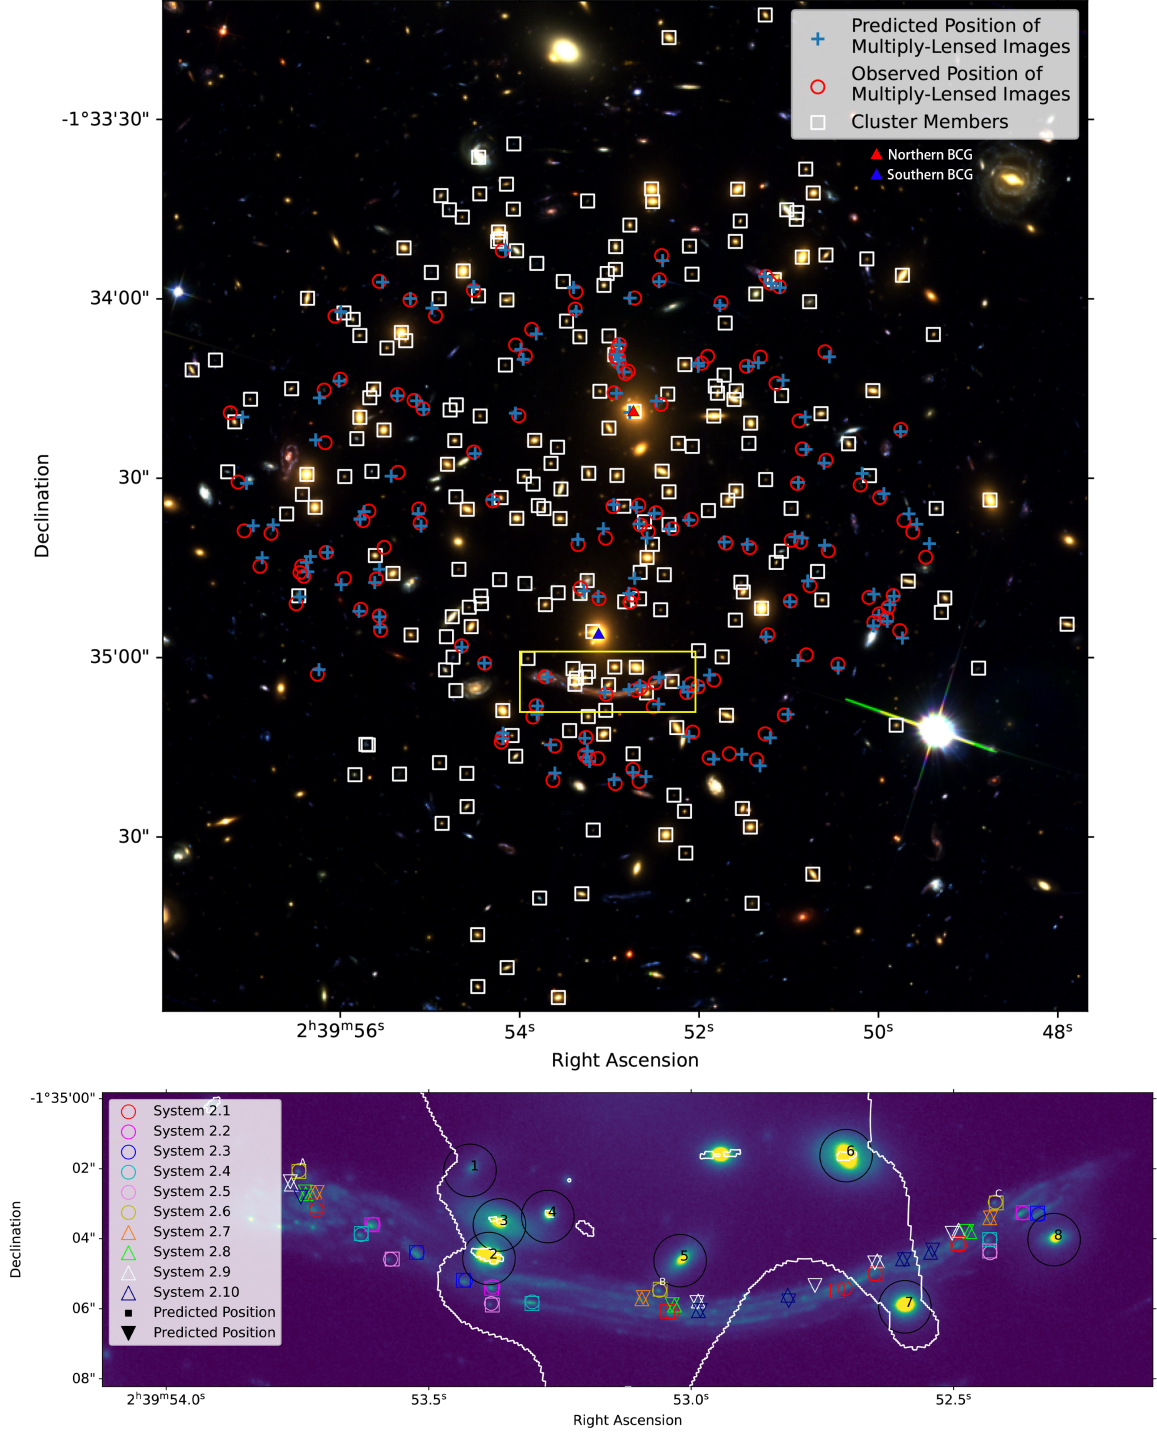 Predicted Position of
Multiply-Lensed Images
Observed Position of
Multiply-Lensed Images
Cluster Members
Northern BCG
Southern BCG
-1°33'30"
34'00"
30"
35'00"
30"
Declination
2ʰ39ᵐ56ˢ
54ˢ
52ˢ
50ˢ
48ˢ
Right Ascension
-1°35'00"
02"
04"
06"
08"
Declination
System 2.1
System 2.2
System 2.3
System 2.4
System 2.5
System 2.6
System 2.7
System 2.8
System 2.9
System 2.10
Predicted Position
Predicted Position
A
1
3
4
2
5
B
6
C
8
7
2ʰ39ᵐ54.0ˢ
53.5ˢ
53.0ˢ
52.5ˢ
Right Ascension